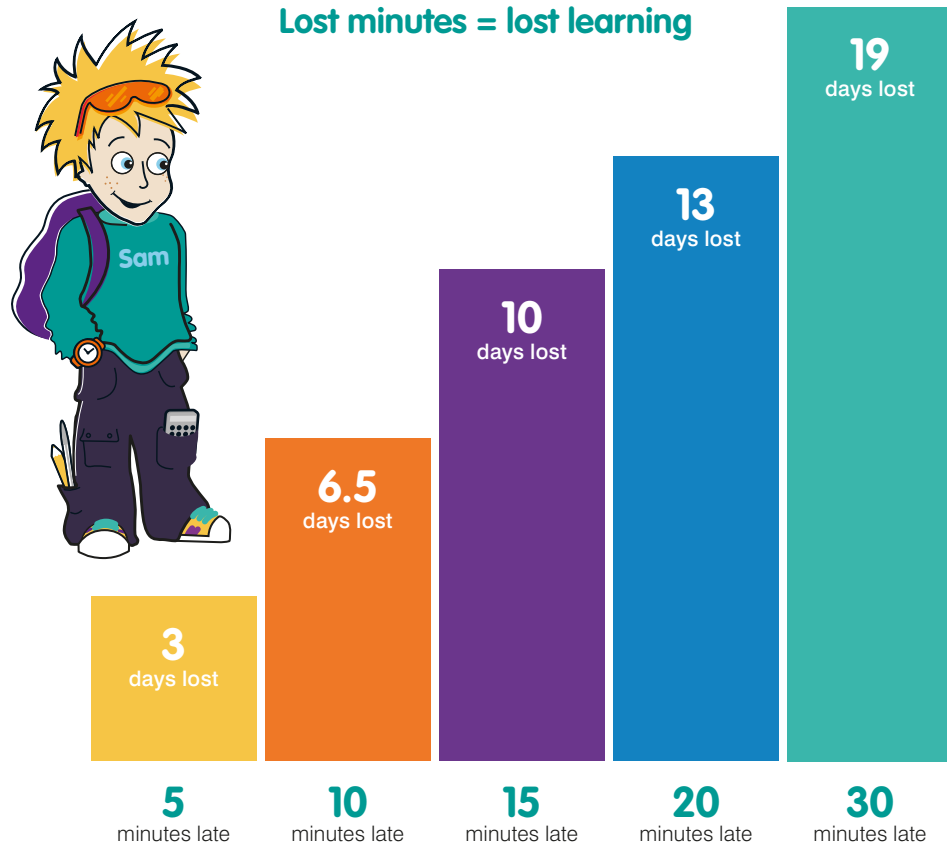 Lost minutes = lost learning
Sam
3
days lost
6.5
days lost
10
days lost
13
days lost
19
days lost
5
minutes late
10
minutes late
15
minutes late
20
minutes late
30
minutes late